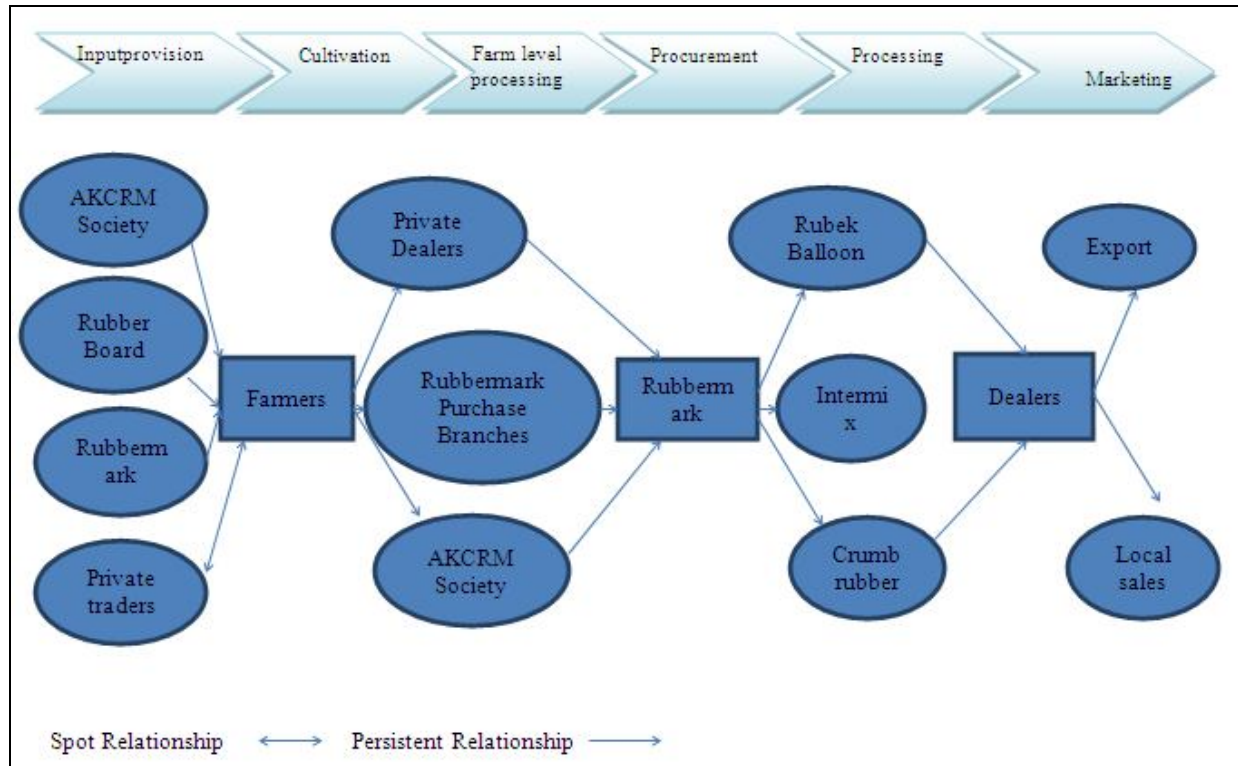 Inputprovision
Cultivation
Farm level
processing
Procurement
Processing
Marketing
AKCRM
Society
Rubber
Board
Rubberm
ark
Private
traders
Farmers
Private
Dealers
Rubbermark
Purchase
Branches
AKCRM
Society
Rubberm
ark
Rubek
Balloon
Intermi
x
Crumb
rubber
Dealers
Export
Local
sales
Spot Relationship
Persistent Relationship